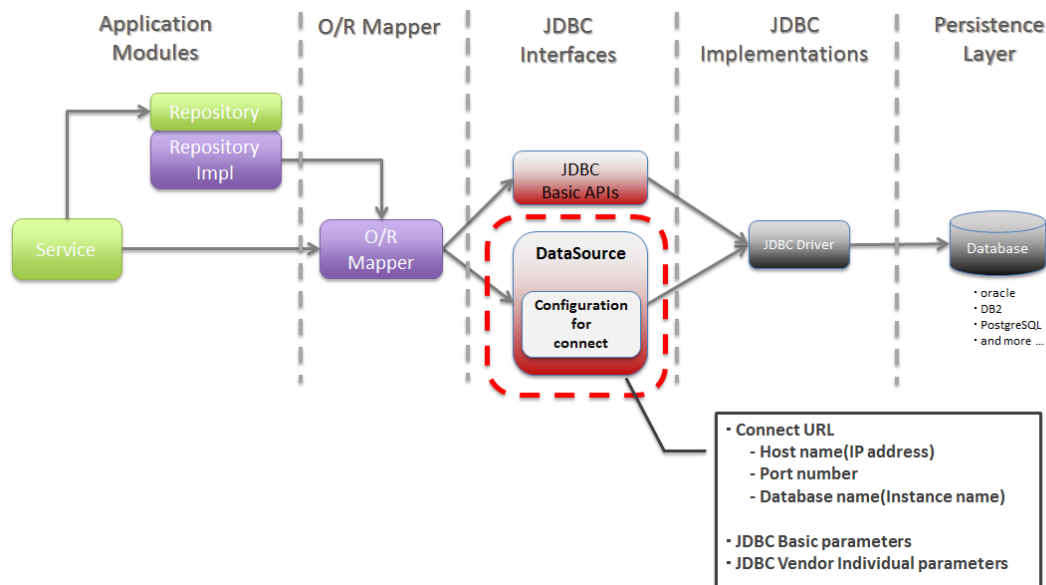 Application
Modules
O/R Mapper
JDBC
Interfaces
JDBC
Implementations
Persistence
Layer
Repository
Repository
Impl
Service
O/R
Mapper
JDBC
Basic APIs
DataSource
Configuration
for
connect
JDBC Driver
Database
・oracle
・DB2
・PostgreSQL
・and more ...
・Connect URL
- Host name(IP address)
- Port number
- Database name(Instance name)
・JDBC Basic parameters
・JDBC Vendor Individual parameters